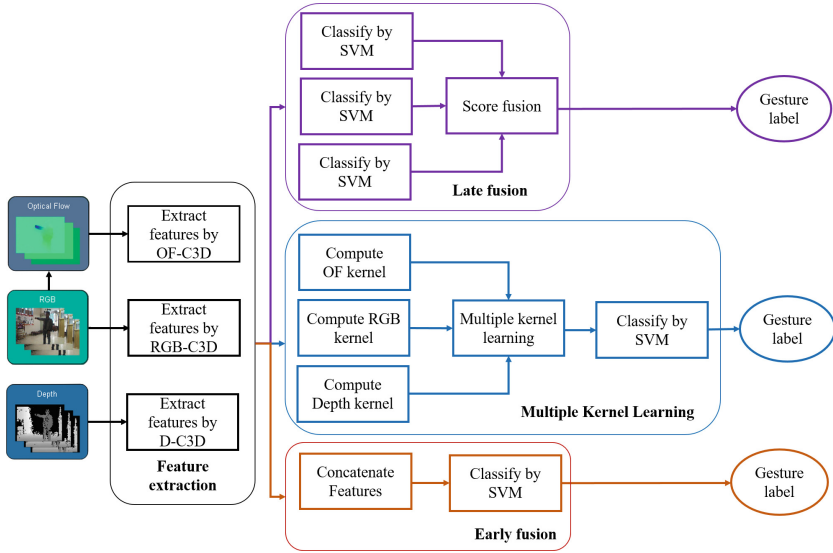 Optical Flow
RGB
Depth
Extract
features by
OF-C3D
Extract
features by
RGB-C3D
Extract
features by
D-C3D
Feature
extraction
Classify by
SVM
Classify by
SVM
Classify by
SVM
Score fusion
Late fusion
Gesture
label
Compute
OF kernel
Compute RGB
kernel
Compute
Depth kernel
Multiple kernel
learning
Classify by
SVM
Multiple Kernel Learning
Gesture
label
Concatenate
Features
Classify by
SVM
Early fusion
Gesture
label